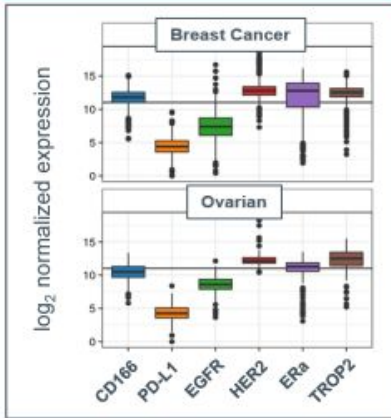 Breast Cancer
15
10
5
0
Ovarian
15
10
5
0
log2 normalized expression
CD166
PD-L1
EGFR
HER2
ERa
TROP2